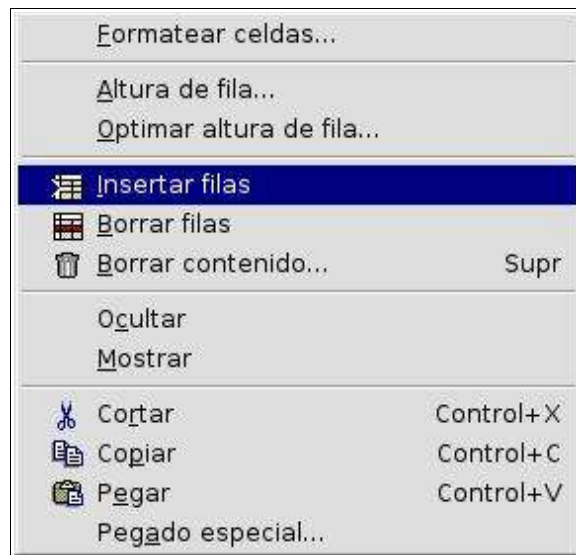 Formatear celdas...
Altura de fila...
Optimar altura de fila...
Insertar filas
Borrar filas
Borrar contenido... Supr
Ocultar
Mostrar
Cortar Control+X
Copiar Control+C
Pegar Control+V
Pegado especial...